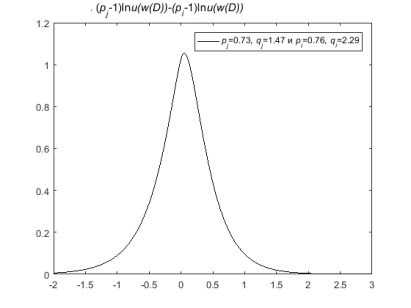 . (pj-1)lnu(w(D))-(pi-1)lnu(w(D))
1.2
pj=0.73, qj=1.47 и pi=0.76, qi=2.29
1
0.8
0.6
0.4
0.2
0
-2 -1.5 -1 -0.5 0 0.5 1 1.5 2 2.5 3